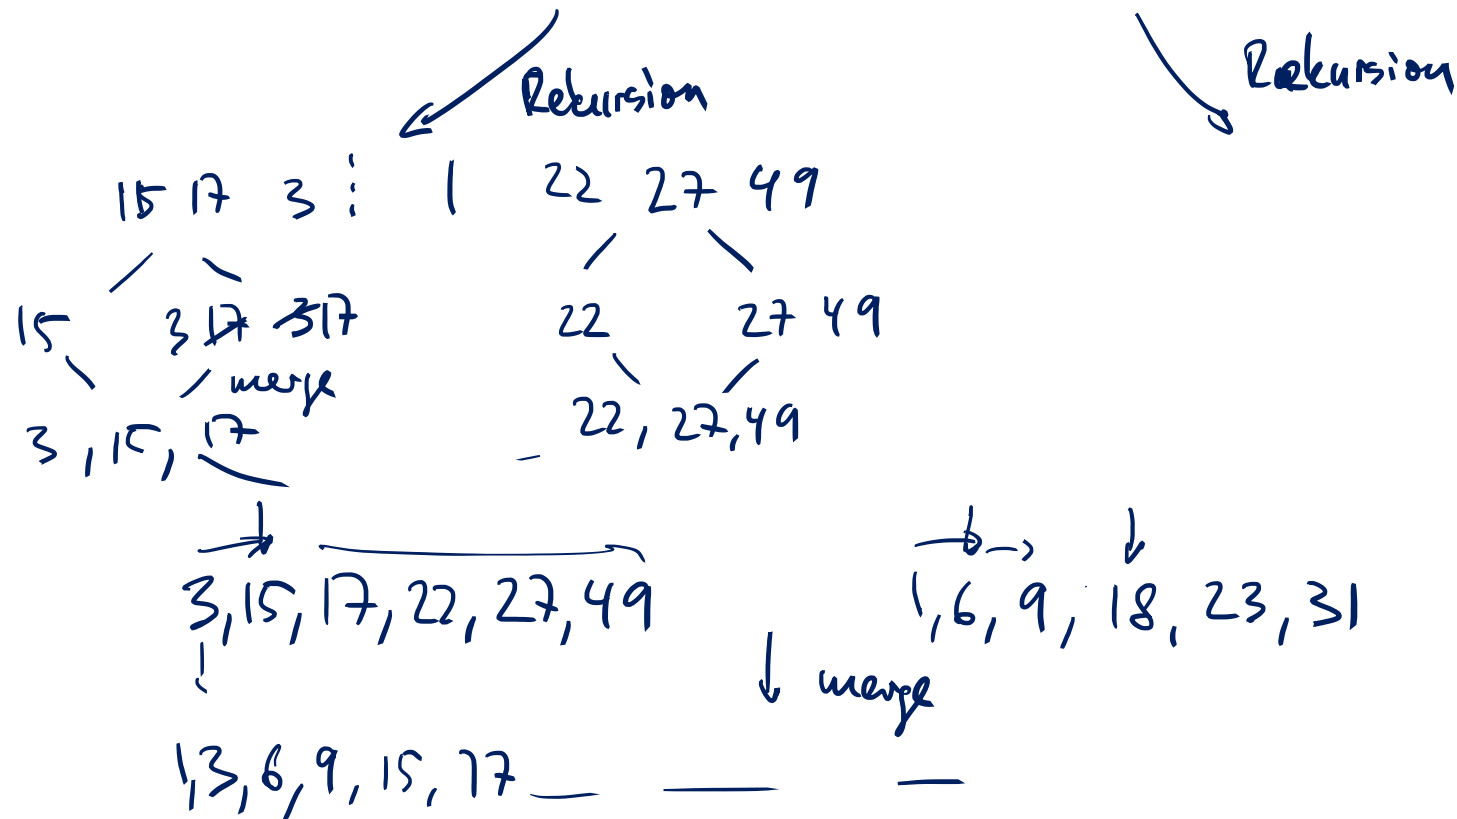 Rekursion Rekursion
15 17 3 | 22 27 49
15 3 17 3 17 22 27 49
merge
3, 15, 17 22, 27, 49
3, 15, 17, 22, 27, 49 1, 6, 9, 18, 23, 31
merge
1, 3, 6, 9, 15, 17